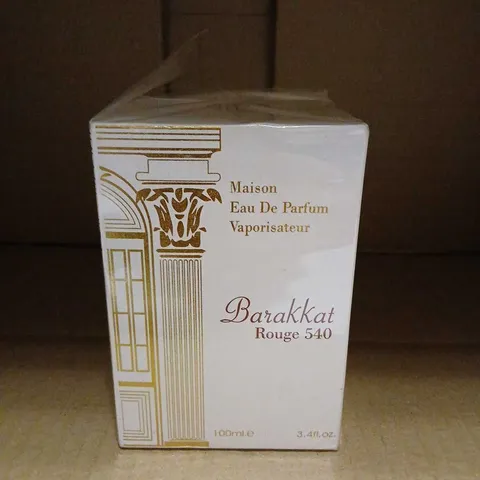 Maison
Eau De Parfum
Vaporisateur
Barakkat
Rouge 540
100ml e 3.4fl.oz.